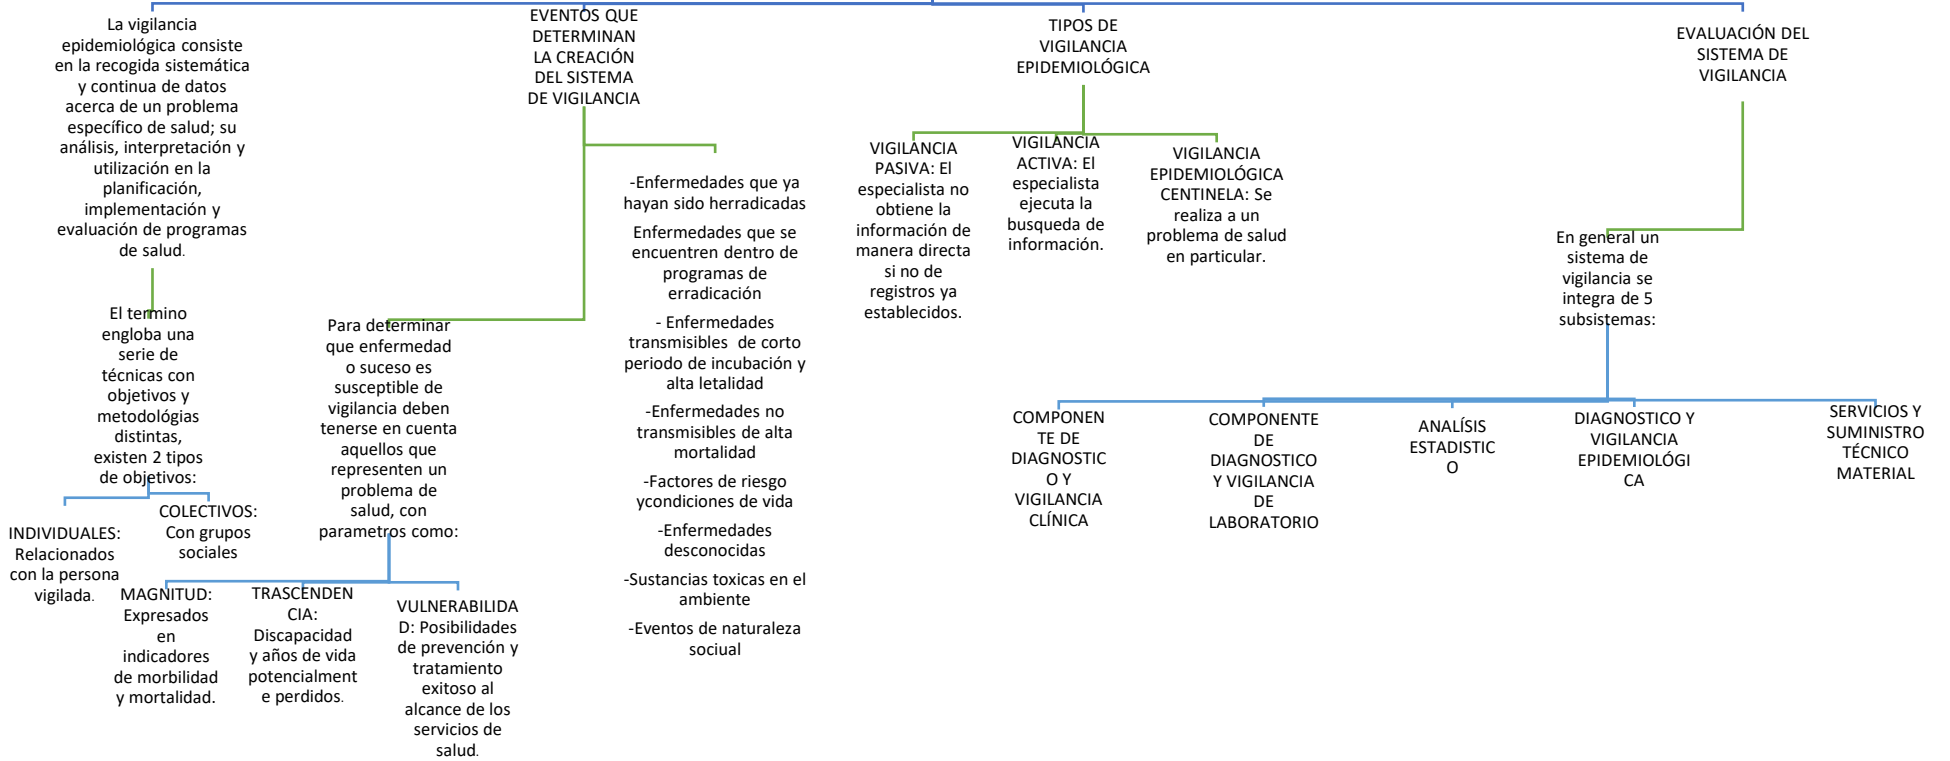 La vigilancia
epidemiológica consiste
en la recogida sistemática
y continua de datos
acerca de un problema
específico de salud; su
análisis, interpretación y
utilización en la
planificación,
implementación y
evaluación de programas
de salud.
El termino
engloba una
serie de
técnicas con
objetivos y
metodológias
distintas,
existen 2 tipos
de objetivos:
INDIVIDUALES:
Relacionados
con la persona
vigilada.
COLECTIVOS:
Con grupos
sociales
EVENTOS QUE
DETERMINAN
LA CREACIÓN
DEL SISTEMA
DE VIGILANCIA
Para determinar
que enfermedad
o suceso es
susceptible de
vigilancia deben
tenerse en cuenta
aquellos que
representen un
problema de
salud, con
parametros como:
MAGNITUD:
Expresados
en
indicadores
de morbilidad
y mortalidad.
TRASCENDEN
CIA:
Discapacidad
y años de vida
potencialment
e perdidos.
VULNERABILIDA
D: Posibilidades
de prevención y
tratamiento
exitoso al
alcance de los
servicios de
salud.
-Enfermedades que ya
hayan sido herradicadas
Enfermedades que se
encuentren dentro de
programas de
erradicación
- Enfermedades
transmisibles de corto
periodo de incubación y
alta letalidad
-Enfermedades no
transmisibles de alta
mortalidad
-Factores de riesgo
ycondiciones de vida
-Enfermedades
desconocidas
-Sustancias toxicas en el
ambiente
-Eventos de naturaleza
sociual
TIPOS DE
VIGILANCIA
EPIDEMIOLÓGICA
VIGILANCIA
PASIVA: El
especialista no
obtiene la
información de
manera directa
si no de
registros ya
establecidos.
VIGILANCIA
ACTIVA: El
especialista
ejecuta la
busqueda de
información.
VIGILANCIA
EPIDEMIOLÓGICA
CENTINELA: Se
realiza a un
problema de salud
en particular.
EVALUACIÓN DEL
SISTEMA DE
VIGILANCIA
En general un
sistema de
vigilancia se
integra de 5
subsistemas:
COMPONEN
TE DE
DIAGNOSTIC
O Y
VIGILANCIA
CLÍNICA
COMPONENTE
DE
DIAGNOSTICO
Y VIGILANCIA
DE
LABORATORIO
ANALÍSIS
ESTADISTIC
O
DIAGNOSTICO Y
VIGILANCIA
EPIDEMIOLÓGI
CA
SERVICIOS Y
SUMINISTRO
TÉCNICO
MATERIAL